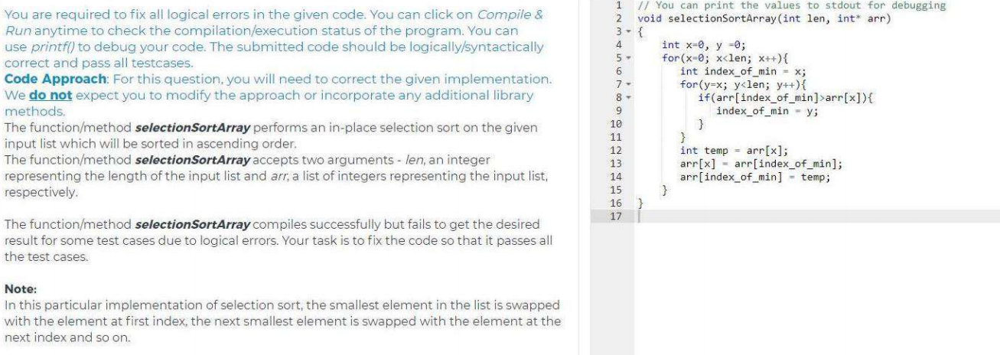 You are required to fix all logical errors in the given code. You can click on Compile &
Run anytime to check the compilation/execution status of the program. You can
use printf() to debug your code. The submitted code should be logically/syntactically
correct and pass all testcases.
Code Approach: For this question, you will need to correct the given implementation.
We do not expect you to modify the approach or incorporate any additional library
methods.
The function/method selectionSortArray performs an in-place selection sort on the given
input list which will be sorted in ascending order.
The function/method selectionSortArray accepts two arguments - len, an integer
representing the length of the input list and arr, a list of integers representing the input list,
respectively.
The function/method selectionSortArray compiles successfully but fails to get the desired
result for some test cases due to logical errors. Your task is to fix the code so that it passes all
the test cases.
Note:
In this particular implementation of selection sort, the smallest element in the list is swapped
with the element at first index, the next smallest element is swapped with the element at the
next index and so on.
1 // You can print the values to stdout for debugging
2 void selectionSortArray(int len, int* arr)
3 {
4 int x=0, y =0;
5 for(x=0; x<len; x++){
6 int index_of_min = x;
7 for(y=x; y<len; y++){
8 if(arr[index_of_min]>arr[x]){
9 index_of_min = y;
10 }
11 }
12 int temp = arr[x];
13 arr[x] = arr[index_of_min];
14 arr[index_of_min] = temp;
15 }
16 }
17